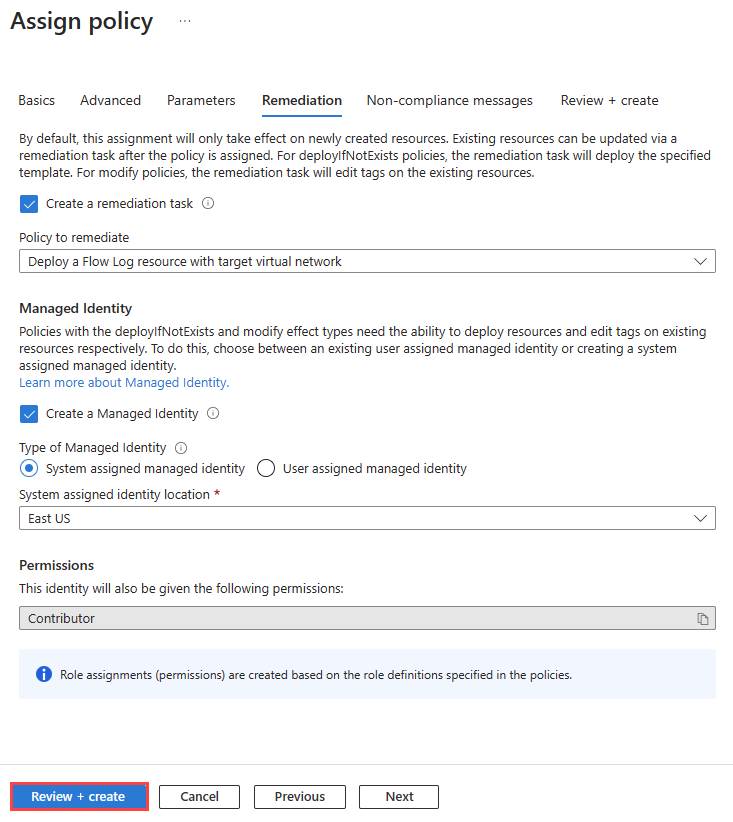 Assign policy ...
Basics Advanced Parameters Remediation Non-compliance messages Review + create
By default, this assignment will only take effect on newly created resources. Existing resources can be updated via a
remediation task after the policy is assigned. For deployIfNotExists policies, the remediation task will deploy the specified
template. For modify policies, the remediation task will edit tags on the existing resources.
Create a remediation task
Policy to remediate
Deploy a Flow Log resource with target virtual network
Managed Identity
Policies with the deployIfNotExists and modify effect types need the ability to deploy resources and edit tags on existing
resources respectively. To do this, choose between an existing user assigned managed identity or creating a system
assigned managed identity.
Learn more about Managed Identity.
Create a Managed Identity
Type of Managed Identity
System assigned managed identity User assigned managed identity
System assigned identity location *
East US
Permissions
This identity will also be given the following permissions:
Contributor
Role assignments (permissions) are created based on the role definitions specified in the policies.
Review + create Cancel Previous Next